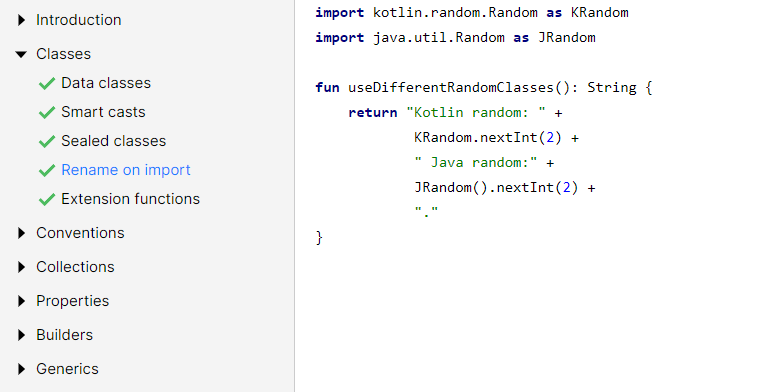 Introduction
Classes
Data classes
Smart casts
Sealed classes
Rename on import
Extension functions
Conventions
Collections
Properties
Builders
Generics
import kotlin.random.Random as KRandom
import java.util.Random as JRandom
fun useDifferentRandomClasses(): String {
    return "Kotlin random: " +
            KRandom.nextInt(2) +
            " Java random:" +
            JRandom().nextInt(2) +
            "."
}